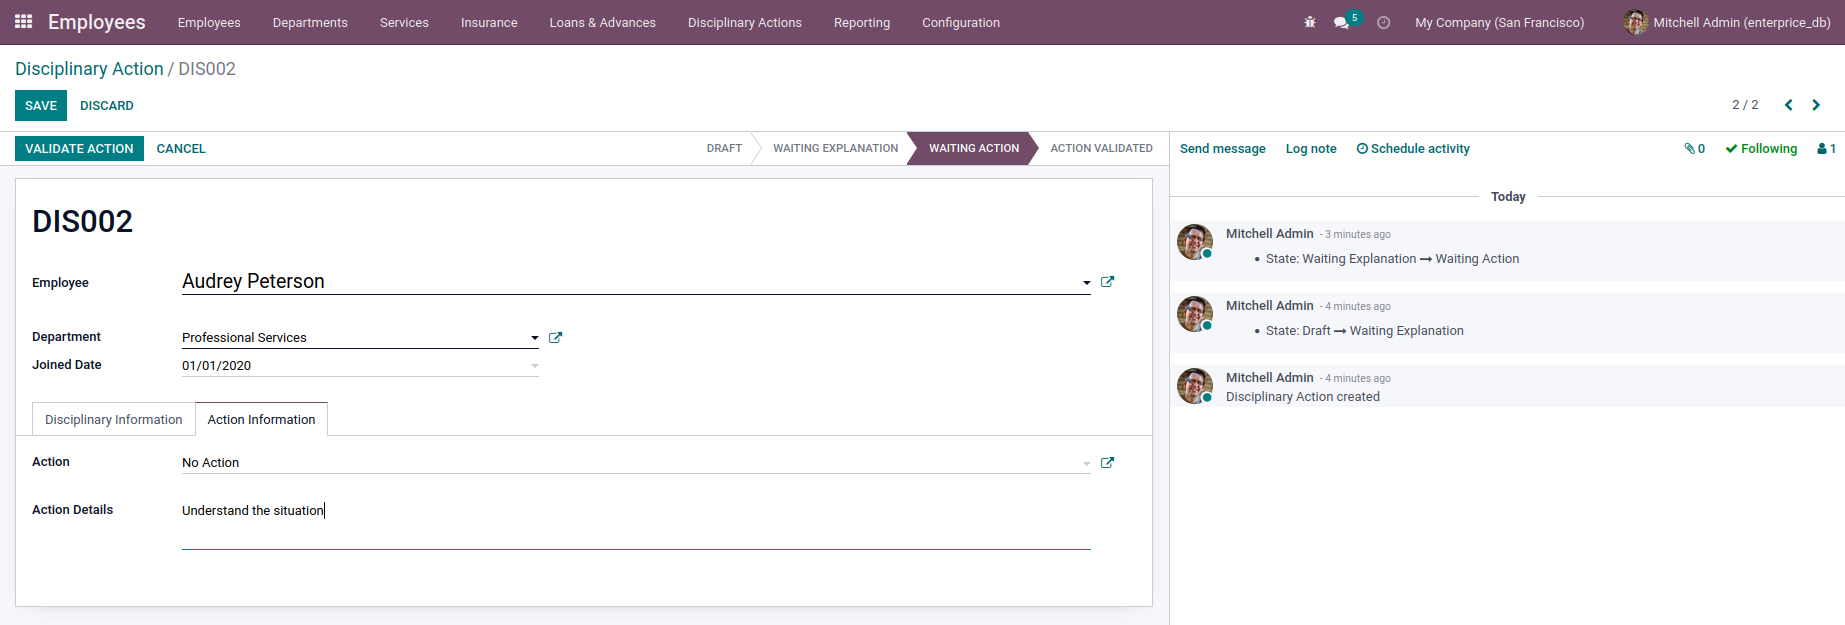 Employees Employees Departments Services Insurance Loans & Advances Disciplinary Actions Reporting Configuration 5 My Company (San Francisco) Mitchell Admin (enterprice_db)
Disciplinary Action / DIS002
SAVE DISCARD 2 / 2
VALIDATE ACTION CANCEL DRAFT WAITING EXPLANATION WAITING ACTION ACTION VALIDATED
DIS002
Employee Audrey Peterson
Department Professional Services
Joined Date 01/01/2020
Disciplinary Information Action Information
Action No Action
Action Details Understand the situation
Send message Log note Schedule activity 0 Following 1
Today
Mitchell Admin - 3 minutes ago
• State: Waiting Explanation → Waiting Action
Mitchell Admin - 4 minutes ago
• State: Draft → Waiting Explanation
Mitchell Admin - 4 minutes ago
Disciplinary Action created